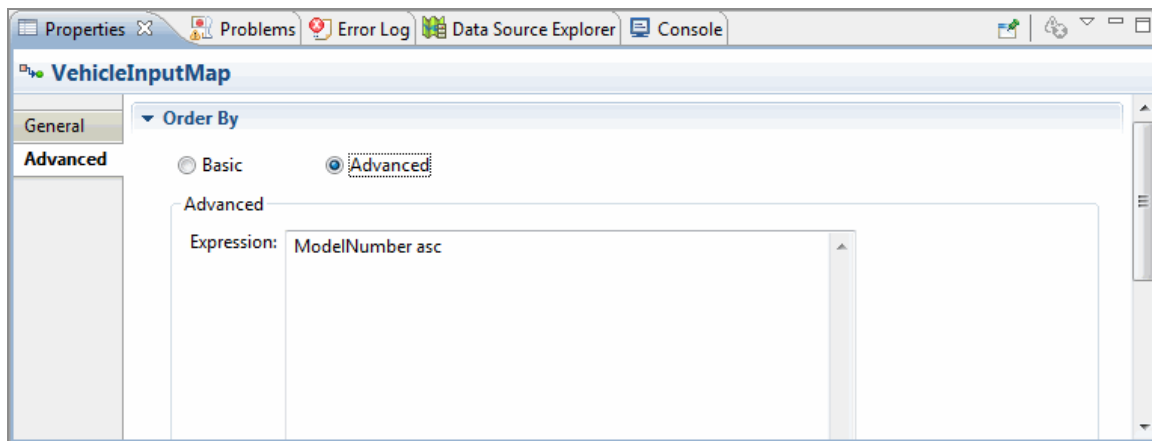 Properties Problems Error Log Data Source Explorer Console
VehicleInputMap
General
Advanced
Order By
Basic Advanced
Advanced
Expression: ModelNumber asc